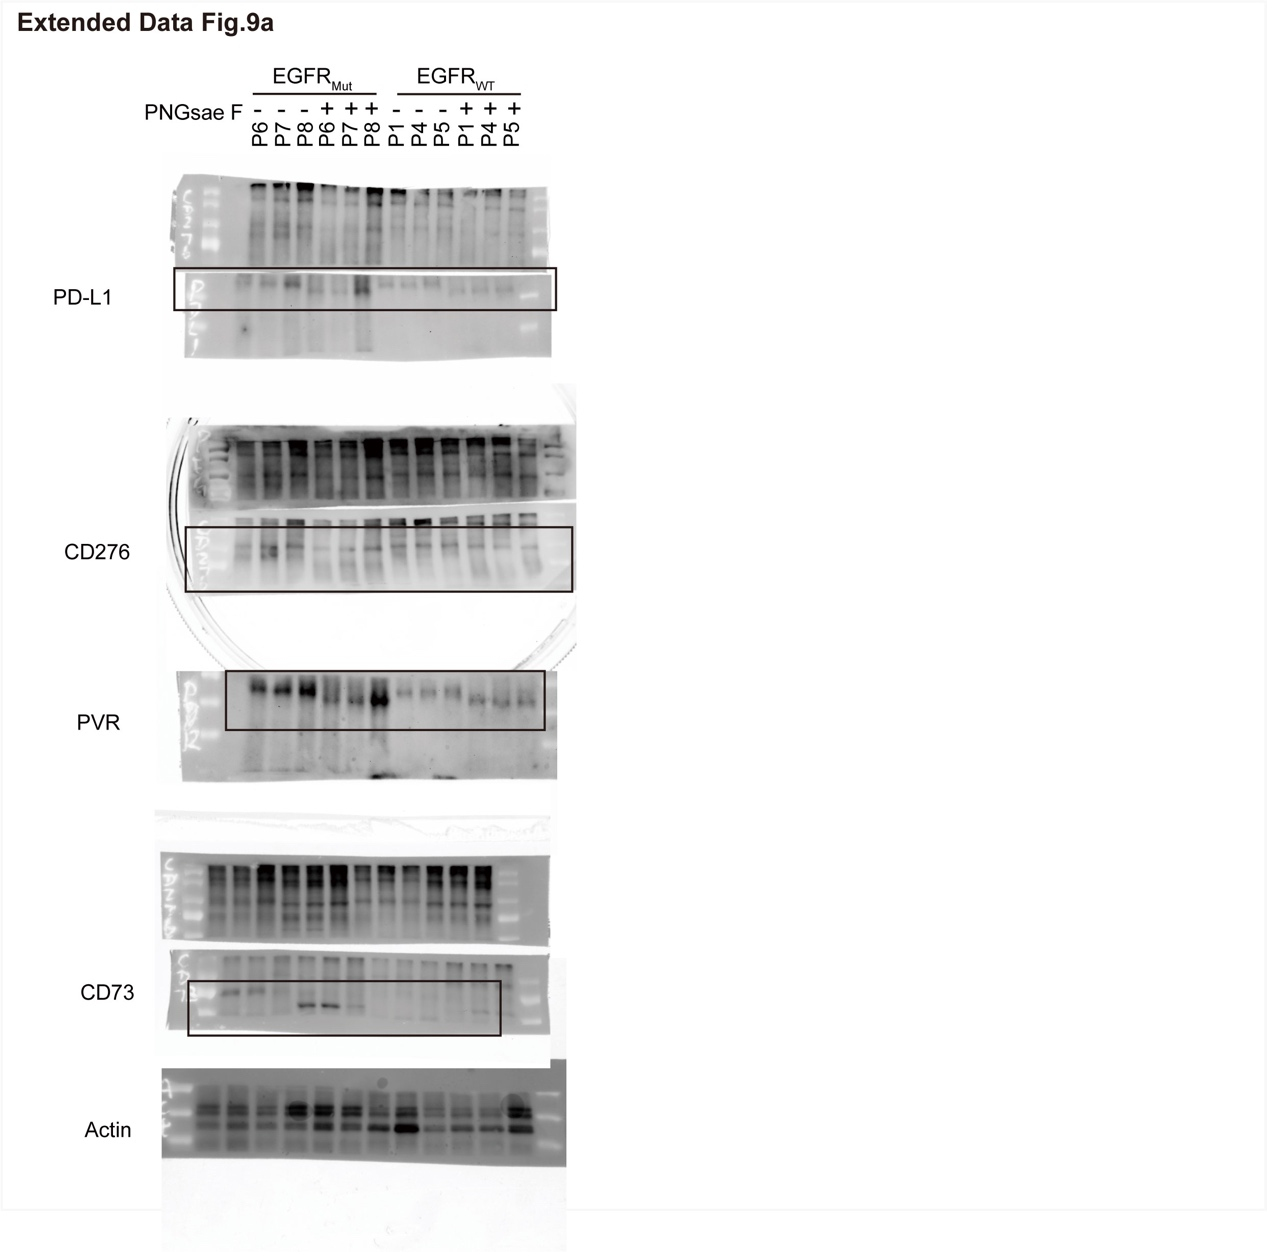 Extended Data Fig.9a
EGFRMut EGFRWT
PNGsae F - - - + + + - - - + + +
P6 P7 P8 P6 P7 P8 P1 P4 P5 P1 P4 P5
PD-L1
CD276
PVR
CD73
Actin